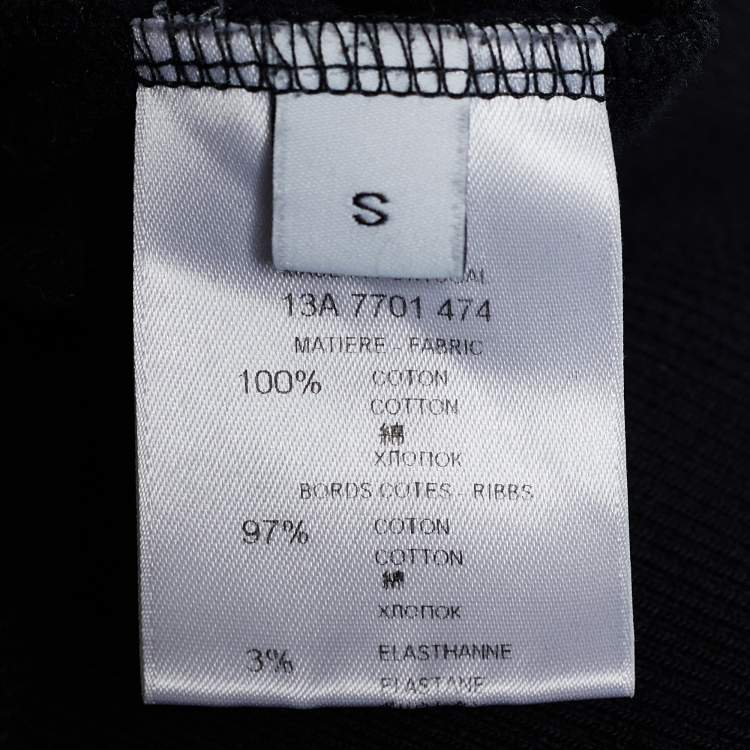 S
13A 7701 474
MATIERE - FABRIC
100% COTON
COTTON
綿
ХЛОПОК
BORDS COTES - RIBBS
97% COTON
COTTON
綿
ХЛОПОК
3% ELASTHANNE
ELASTANE